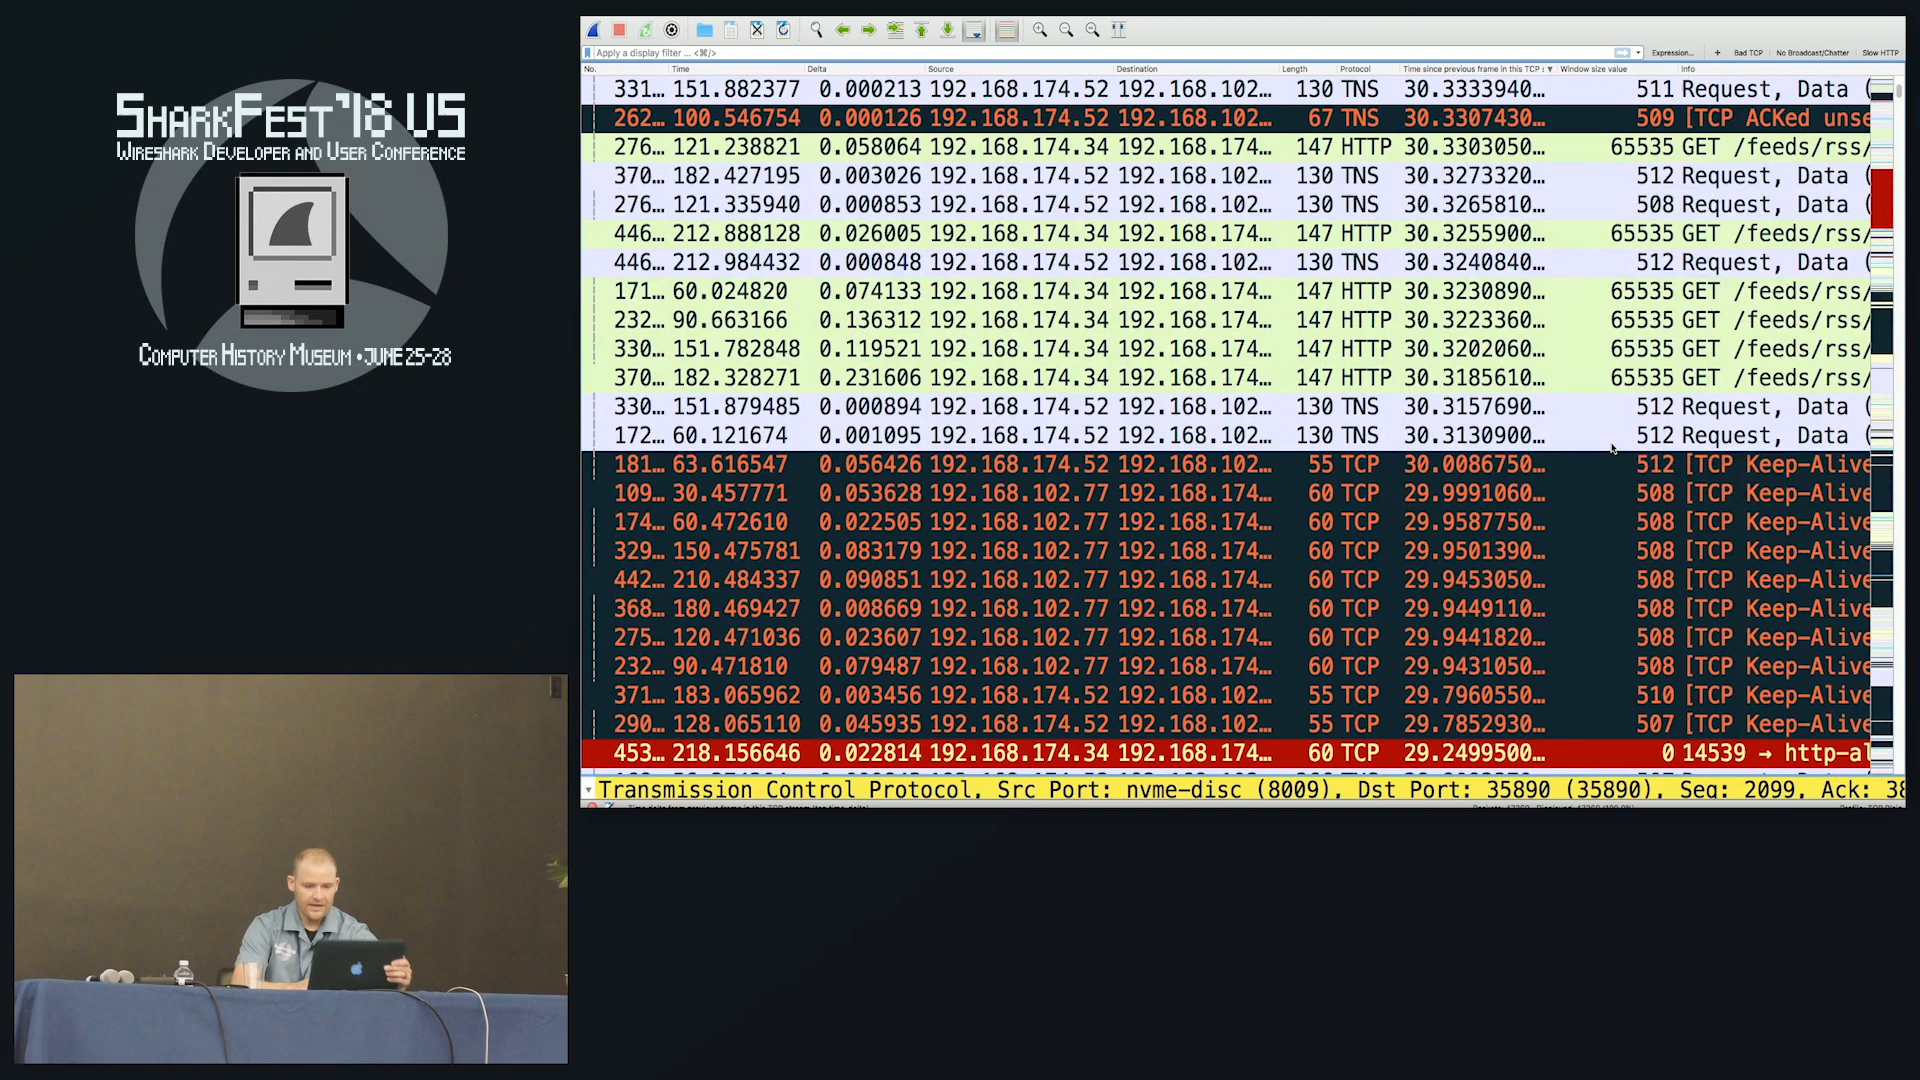 SharkFest '18 US
Wireshark Developer and User Conference
Computer History Museum • June 25-28
Apply a display filter ... <⌘/>
Expression... + Bad TCP No Broadcast/Chatter Slow HTTP
No. Time Delta Source Destination Length Protocol Time since previous frame in this TCP Window size value Info
331… 151.882377 0.000213 192.168.174.52 192.168.102… 130 TNS 30.3333940… 511 Request, Data (
262… 100.546754 0.000126 192.168.174.52 192.168.102… 67 TNS 30.3307430… 509 [TCP ACKed unse
276… 121.238821 0.058064 192.168.174.34 192.168.174… 147 HTTP 30.3303050… 65535 GET /feeds/rss/
370… 182.427195 0.003026 192.168.174.52 192.168.102… 130 TNS 30.3273320… 512 Request, Data (
276… 121.335940 0.000853 192.168.174.52 192.168.102… 130 TNS 30.3265810… 508 Request, Data (
446… 212.888128 0.026005 192.168.174.34 192.168.174… 147 HTTP 30.3255900… 65535 GET /feeds/rss/
446… 212.984432 0.000848 192.168.174.52 192.168.102… 130 TNS 30.3240840… 512 Request, Data (
171… 60.024820 0.074133 192.168.174.34 192.168.174… 147 HTTP 30.3230890… 65535 GET /feeds/rss/
232… 90.663166 0.136312 192.168.174.34 192.168.174… 147 HTTP 30.3223360… 65535 GET /feeds/rss/
330… 151.782848 0.119521 192.168.174.34 192.168.174… 147 HTTP 30.3202060… 65535 GET /feeds/rss/
370… 182.328271 0.231606 192.168.174.34 192.168.174… 147 HTTP 30.3185610… 65535 GET /feeds/rss/
330… 151.879485 0.000894 192.168.174.52 192.168.102… 130 TNS 30.3157690… 512 Request, Data (
172… 60.121674 0.001095 192.168.174.52 192.168.102… 130 TNS 30.3130900… 512 Request, Data (
181… 63.616547 0.056426 192.168.174.52 192.168.102… 55 TCP 30.0086750… 512 [TCP Keep-Alive
109… 30.457771 0.053628 192.168.102.77 192.168.174… 60 TCP 29.9991060… 508 [TCP Keep-Alive
174… 60.472610 0.022505 192.168.102.77 192.168.174… 60 TCP 29.9587750… 508 [TCP Keep-Alive
329… 150.475781 0.083179 192.168.102.77 192.168.174… 60 TCP 29.9501390… 508 [TCP Keep-Alive
442… 210.484337 0.090851 192.168.102.77 192.168.174… 60 TCP 29.9453050… 508 [TCP Keep-Alive
368… 180.469427 0.008669 192.168.102.77 192.168.174… 60 TCP 29.9449110… 508 [TCP Keep-Alive
275… 120.471036 0.023607 192.168.102.77 192.168.174… 60 TCP 29.9441820… 508 [TCP Keep-Alive
232… 90.471810 0.079487 192.168.102.77 192.168.174… 60 TCP 29.9431050… 508 [TCP Keep-Alive
371… 183.065962 0.003456 192.168.174.52 192.168.102… 55 TCP 29.7960550… 510 [TCP Keep-Alive
290… 128.065110 0.045935 192.168.174.52 192.168.102… 55 TCP 29.7852930… 507 [TCP Keep-Alive
453… 218.156646 0.022814 192.168.174.34 192.168.174… 60 TCP 29.2499500… 0 14539 → http-al
Transmission Control Protocol, Src Port: nvme-disc (8009), Dst Port: 35890 (35890), Seq: 2099, Ack: 38